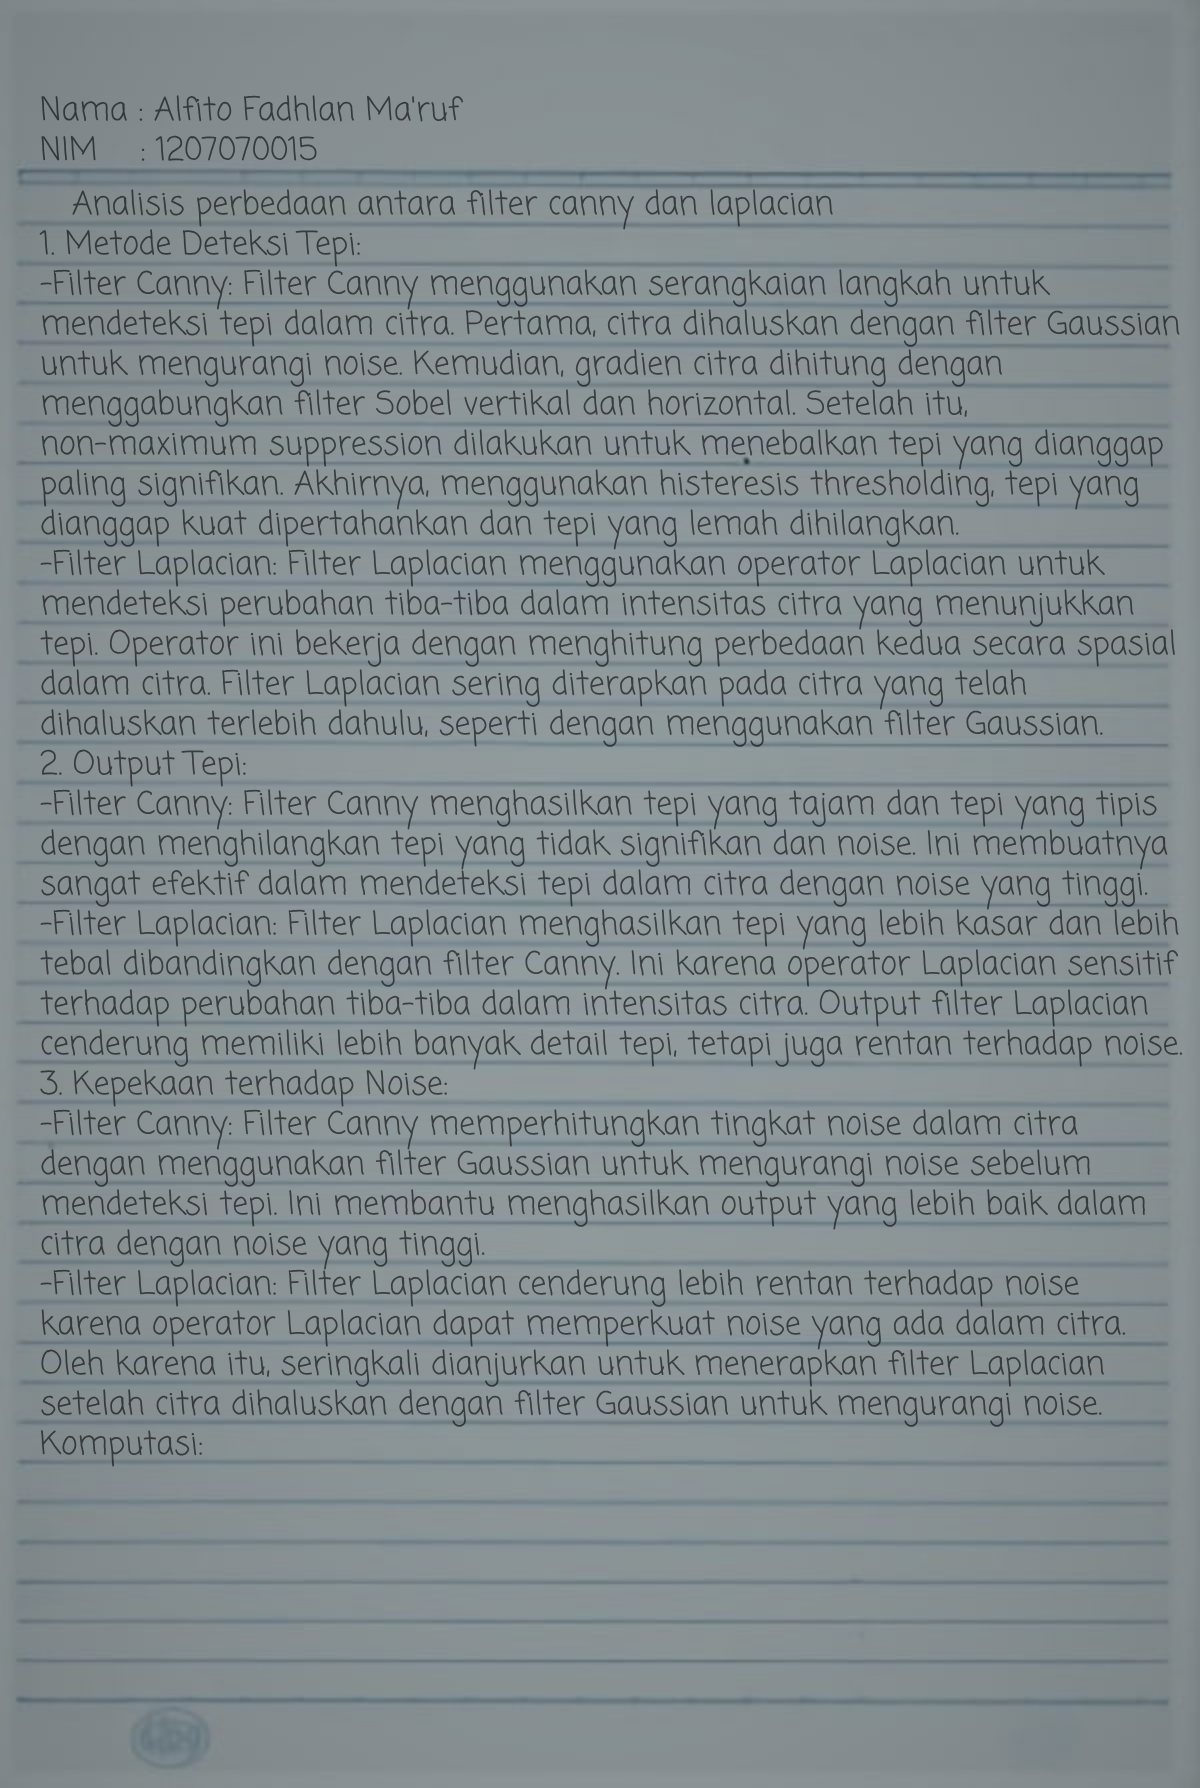 Nama : Alfito Fadhlan Ma'ruf
NIM : 1207070015
Analisis perbedaan antara filter canny dan laplacian
1. Metode Deteksi Tepi:
-Filter Canny: Filter Canny menggunakan serangkaian langkah untuk
mendeteksi tepi dalam citra. Pertama, citra dihaluskan dengan filter Gaussian
untuk mengurangi noise. Kemudian, gradien citra dihitung dengan
menggabungkan filter Sobel vertikal dan horizontal. Setelah itu,
non-maximum suppression dilakukan untuk menebalkan tepi yang dianggap
paling signifikan. Akhirnya, menggunakan histeresis thresholding, tepi yang
dianggap kuat dipertahankan dan tepi yang lemah dihilangkan.
-Filter Laplacian: Filter Laplacian menggunakan operator Laplacian untuk
mendeteksi perubahan tiba-tiba dalam intensitas citra yang menunjukkan
tepi. Operator ini bekerja dengan menghitung perbedaan kedua secara spasial
dalam citra. Filter Laplacian sering diterapkan pada citra yang telah
dihaluskan terlebih dahulu, seperti dengan menggunakan filter Gaussian.
2. Output Tepi:
-Filter Canny: Filter Canny menghasilkan tepi yang tajam dan tepi yang tipis
dengan menghilangkan tepi yang tidak signifikan dan noise. Ini membuatnya
sangat efektif dalam mendeteksi tepi dalam citra dengan noise yang tinggi.
-Filter Laplacian: Filter Laplacian menghasilkan tepi yang lebih kasar dan lebih
tebal dibandingkan dengan filter Canny. Ini karena operator Laplacian sensitif
terhadap perubahan tiba-tiba dalam intensitas citra. Output filter Laplacian
cenderung memiliki lebih banyak detail tepi, tetapi juga rentan terhadap noise.
3. Kepekaan terhadap Noise:
-Filter Canny: Filter Canny memperhitungkan tingkat noise dalam citra
dengan menggunakan filter Gaussian untuk mengurangi noise sebelum
mendeteksi tepi. Ini membantu menghasilkan output yang lebih baik dalam
citra dengan noise yang tinggi.
-Filter Laplacian: Filter Laplacian cenderung lebih rentan terhadap noise
karena operator Laplacian dapat memperkuat noise yang ada dalam citra.
Oleh karena itu, seringkali dianjurkan untuk menerapkan filter Laplacian
setelah citra dihaluskan dengan filter Gaussian untuk mengurangi noise.
Komputasi: